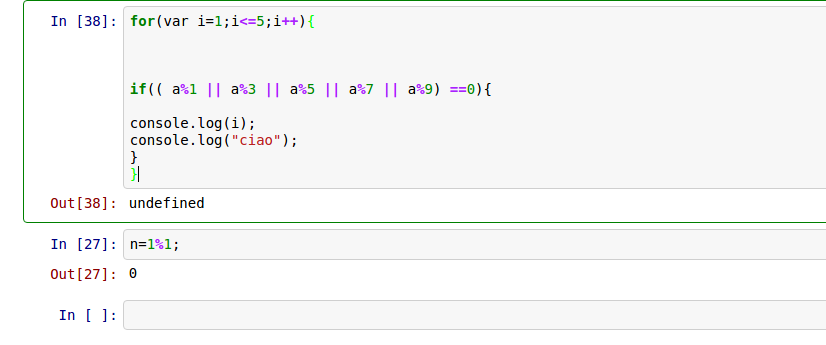 In [38]: for(var i=1;i<=5;i++){
if(( a%1 || a%3 || a%5 || a%7 || a%9) ==0){
console.log(i);
console.log("ciao");
}
}
Out[38]: undefined
In [27]: n=1%1;
Out[27]: 0
In [ ]: